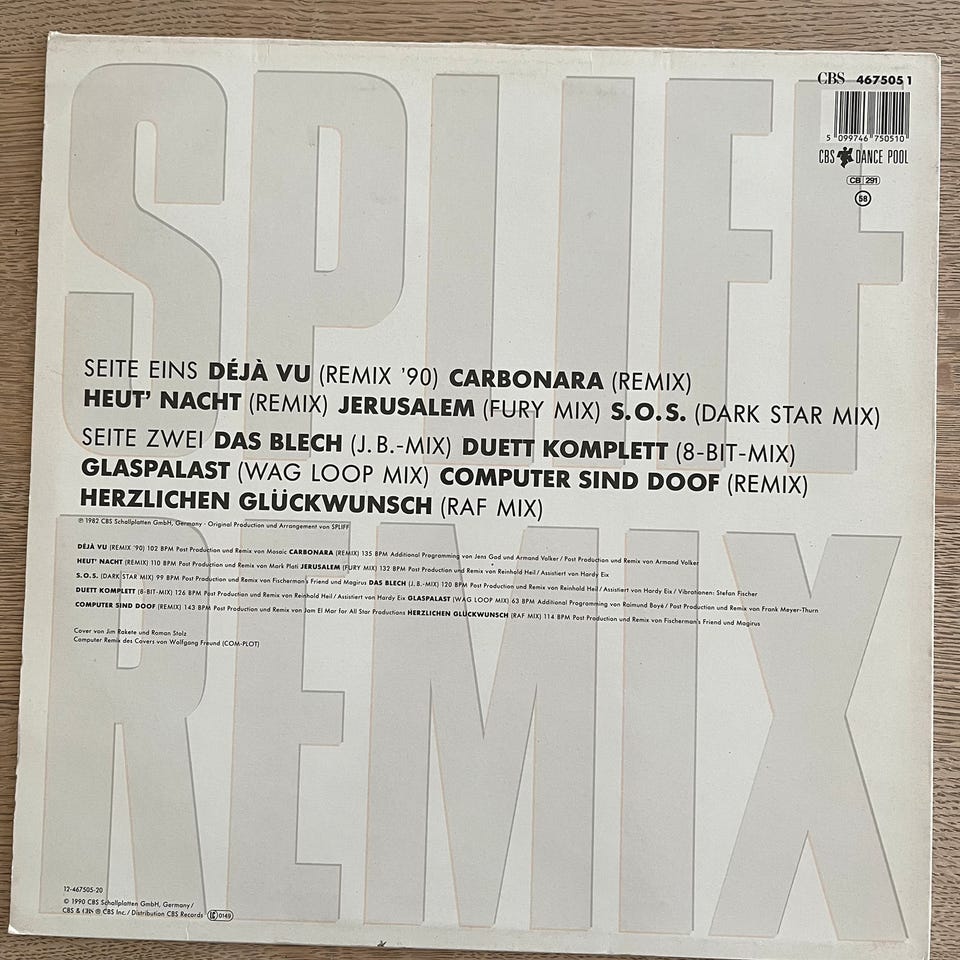 SPLIFF
CBS 467505 1
5 099746 750510
CBS DANCE POOL
CB 291
58
SEITE EINS DÉJÀ VU (REMIX '90) CARBONARA (REMIX)
HEUT' NACHT (REMIX) JERUSALEM (FURY MIX) S.O.S. (DARK STAR MIX)
SEITE ZWEI DAS BLECH (J.B.-MIX) DUETT KOMPLETT (8-BIT-MIX)
GLASPALAST (WAG LOOP MIX) COMPUTER SIND DOOF (REMIX)
HERZLICHEN GLÜCKWUNSCH (RAF MIX)
℗ 1982 CBS Schallplatten GmbH, Germany · Original Produktion und Arrangement von SPLIFF
DÉJÀ VU (REMIX '90) 102 BPM Post Production und Remix von Mosaic CARBONARA (REMIX) 135 BPM Additional Programming von Jens Gad und Armand Volker / Post Production und Remix von Armand Volker
HEUT' NACHT (REMIX) 110 BPM Post Production und Remix von Mark Plati JERUSALEM (FURY MIX) 132 BPM Post Production und Remix von Reinhold Heil / Assistiert von Hardy Eix
S.O.S. (DARK STAR MIX) 99 BPM Post Production und Remix von Fischerman's Friend und Magirus DAS BLECH (J.B.-MIX) 120 BPM Post Production und Remix von Reinhold Heil / Assistiert von Hardy Eix / Vibrationen: Stefan Fischer
DUETT KOMPLETT (8-BIT-MIX) 126 BPM Post Production und Remix von Reinhold Heil / Assistiert von Hardy Eix GLASPALAST (WAG LOOP MIX) 63 BPM Additional Programming von Raimund Boyé / Post Production und Remix von Frank Meyer-Thurn
COMPUTER SIND DOOF (REMIX) 143 BPM Post Production und Remix von Jam El Mar for All Star Productions HERZLICHEN GLÜCKWUNSCH (RAF MIX) 114 BPM Post Production und Remix von Fischerman's Friend und Magirus
Cover von Jim Rakete und Roman Stolz
Computer Remix des Covers von Wolfgang Freund (COM-PLOT)
REMIX
12-467505-20
© 1990 CBS Schallplatten GmbH, Germany /
CBS & ® CBS Inc. / Distribution CBS Records LC 0149